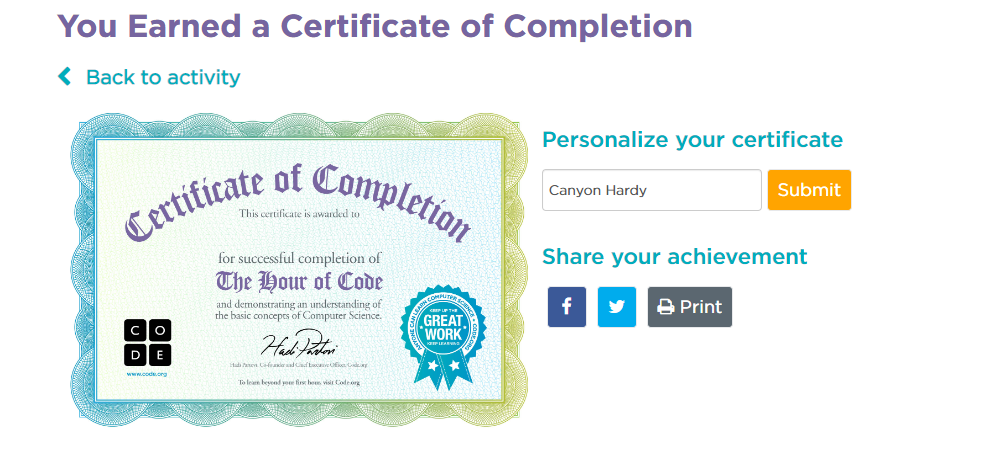 You Earned a Certificate of Completion
Back to activity
Certificate of Completion
This certificate is awarded to
for successful completion of
The Hour of Code
and demonstrating an understanding of
the basic concepts of Computer Science.
Hadi Partovi
Hadi Partovi, Co-founder and Chief Executive Officer, Code.org
To learn beyond your first hour, visit Code.org
C O
D E
www.code.org
ANYONE CAN LEARN COMPUTER SCIENCE
KEEP UP THE
GREAT
WORK
KEEP LEARNING
Personalize your certificate
Canyon Hardy
Submit
Share your achievement
f
Print